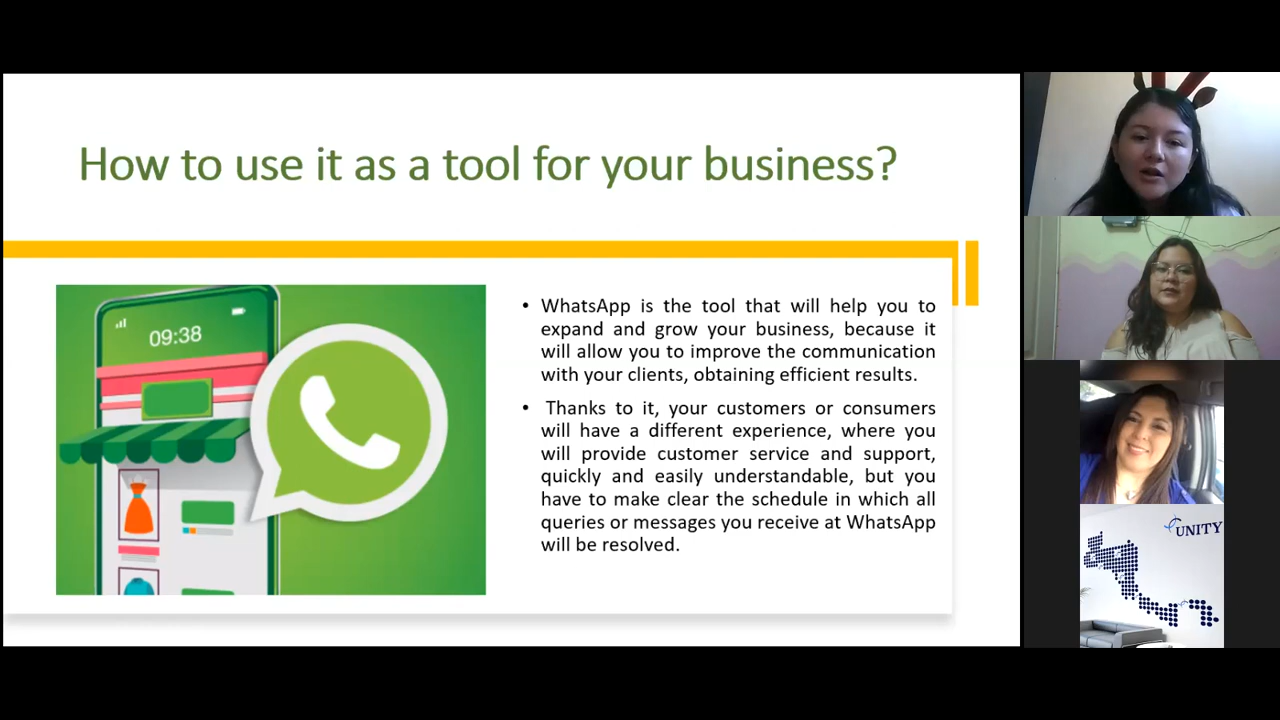 How to use it as a tool for your business?
09:38
• WhatsApp is the tool that will help you to
expand and grow your business, because it
will allow you to improve the communication
with your clients, obtaining efficient results.
• Thanks to it, your customers or consumers
will have a different experience, where you
will provide customer service and support,
quickly and easily understandable, but you
have to make clear the schedule in which all
queries or messages you receive at WhatsApp
will be resolved.
UNITY